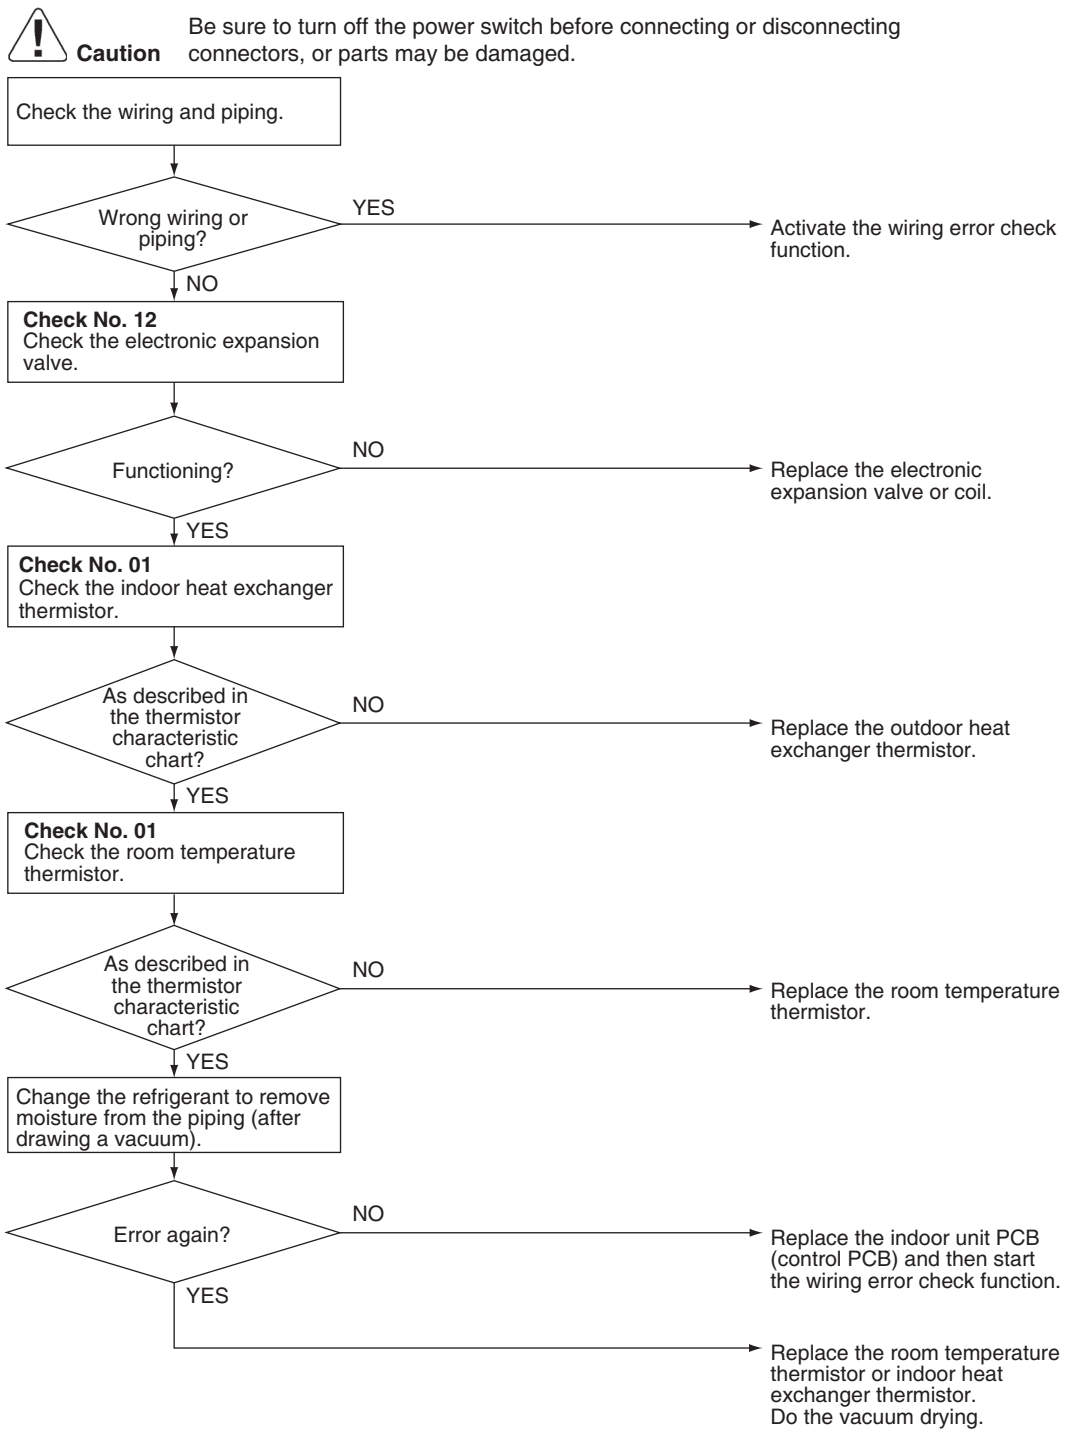 Be sure to turn off the power switch before connecting or disconnecting
Caution connectors, or parts may be damaged.
Check the wiring and piping.
Wrong wiring or
piping?
YES
Activate the wiring error check
function.
NO
Check No. 12
Check the electronic expansion
valve.
Functioning?
NO
Replace the electronic
expansion valve or coil.
YES
Check No. 01
Check the indoor heat exchanger
thermistor.
As described in
the thermistor
characteristic
chart?
NO
Replace the outdoor heat
exchanger thermistor.
YES
Check No. 01
Check the room temperature
thermistor.
As described in
the thermistor
characteristic
chart?
NO
Replace the room temperature
thermistor.
YES
Change the refrigerant to remove
moisture from the piping (after
drawing a vacuum).
Error again?
NO
Replace the indoor unit PCB
(control PCB) and then start
the wiring error check function.
YES
Replace the room temperature
thermistor or indoor heat
exchanger thermistor.
Do the vacuum drying.